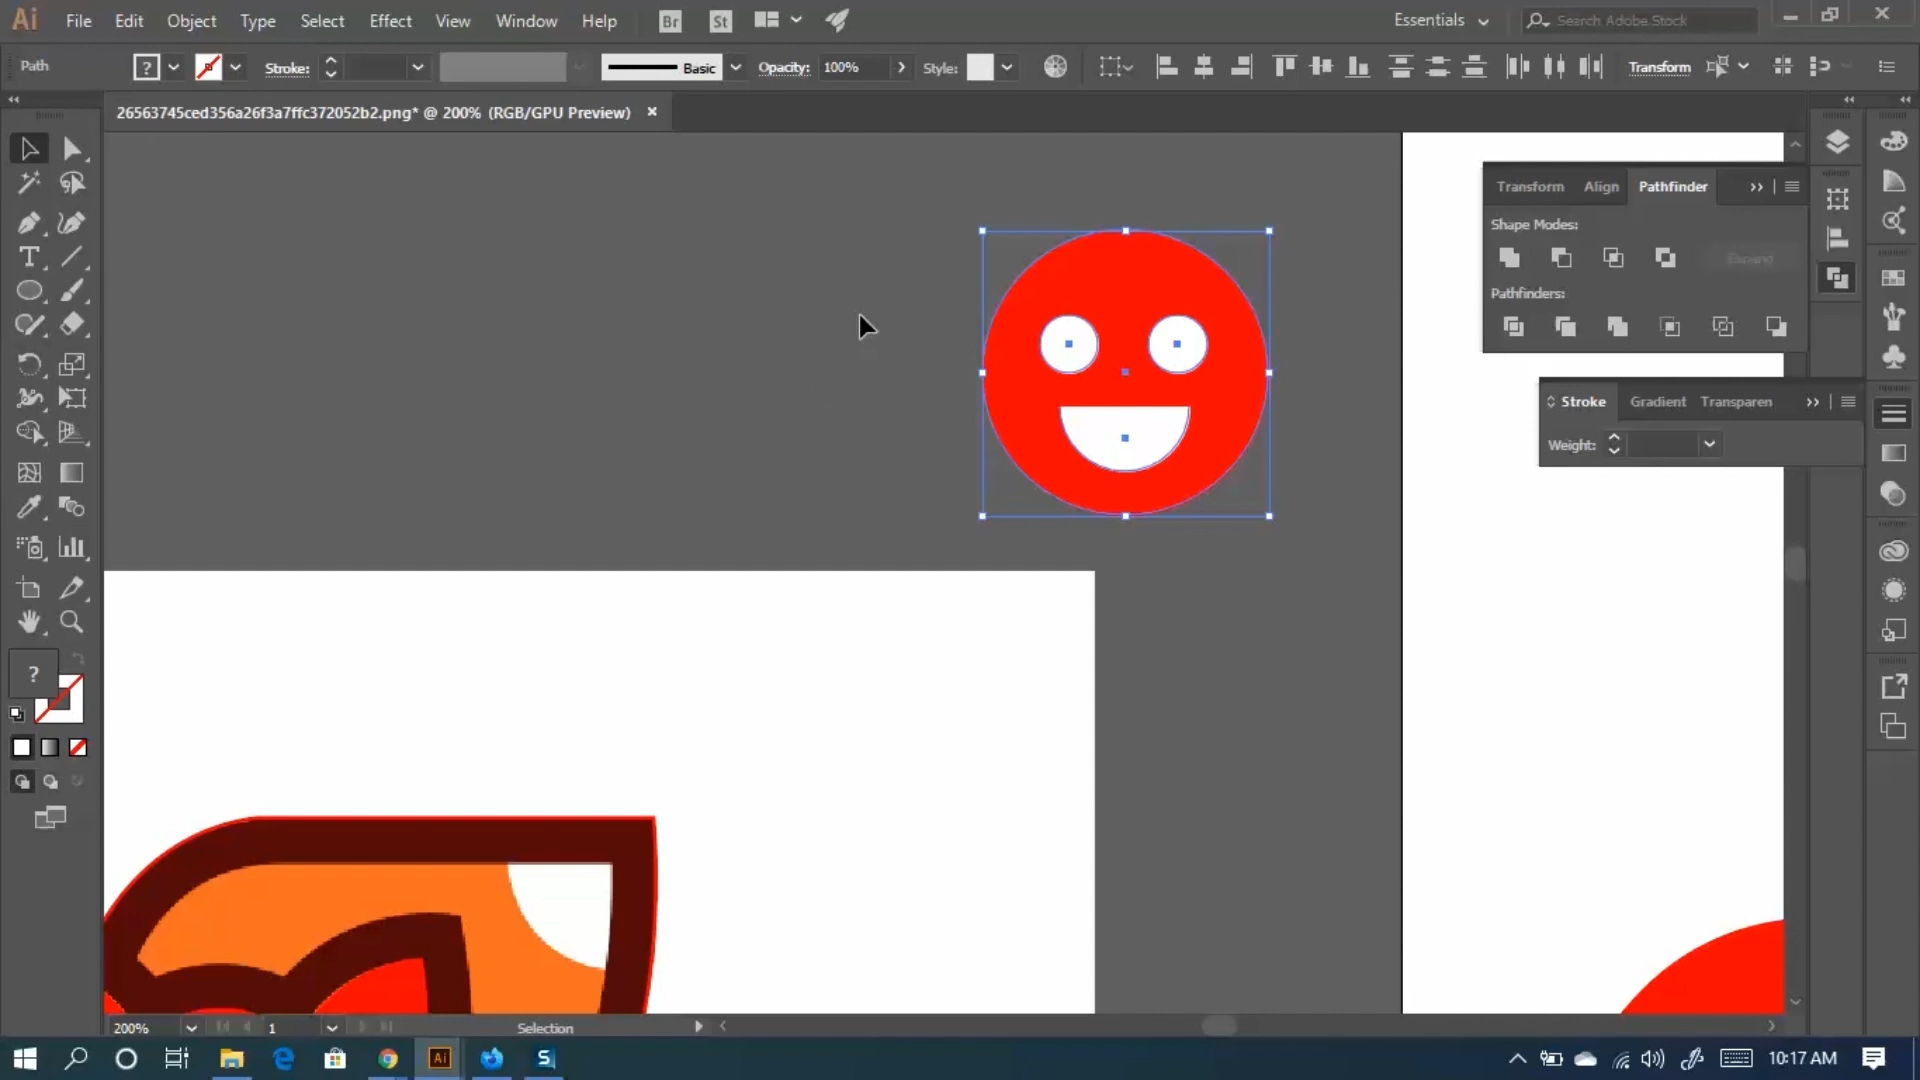 Ai File Edit Object Type Select Effect View Window Help Br St Essentials Search Adobe Stock
Path ? Stroke: Basic Opacity: 100% Style: Transform
26563745ced356a26f3a7ffc372052b2.png* @ 200% (RGB/GPU Preview)
Transform Align Pathfinder
Shape Modes:
Expand
Pathfinders:
Stroke Gradient Transparen
Weight:
T
?
200% 1 Selection
Ai S 10:17 AM